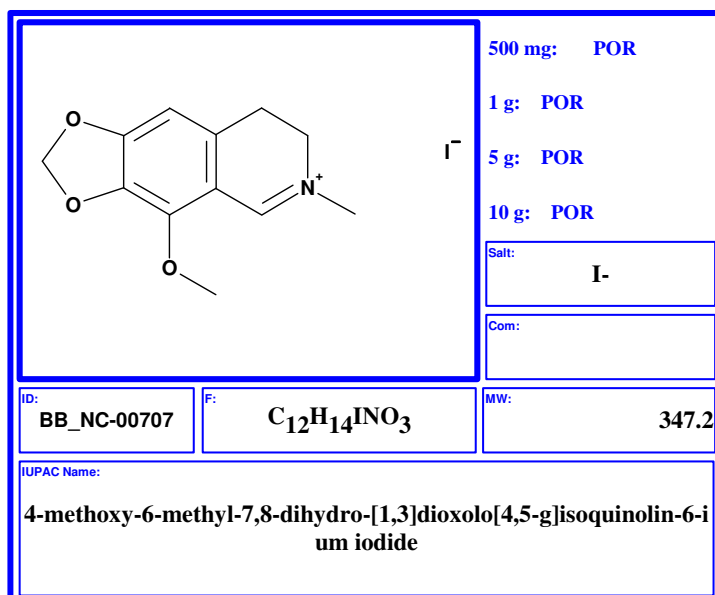 500 mg: POR
1 g: POR
5 g: POR
10 g: POR
O
O
O
N+
I−
Salt:
I-
Com:
ID:
BB_NC-00707
F:
C12H14INO3
MW:
347.2
IUPAC Name:
4-methoxy-6-methyl-7,8-dihydro-[1,3]dioxolo[4,5-g]isoquinolin-6-i
um iodide